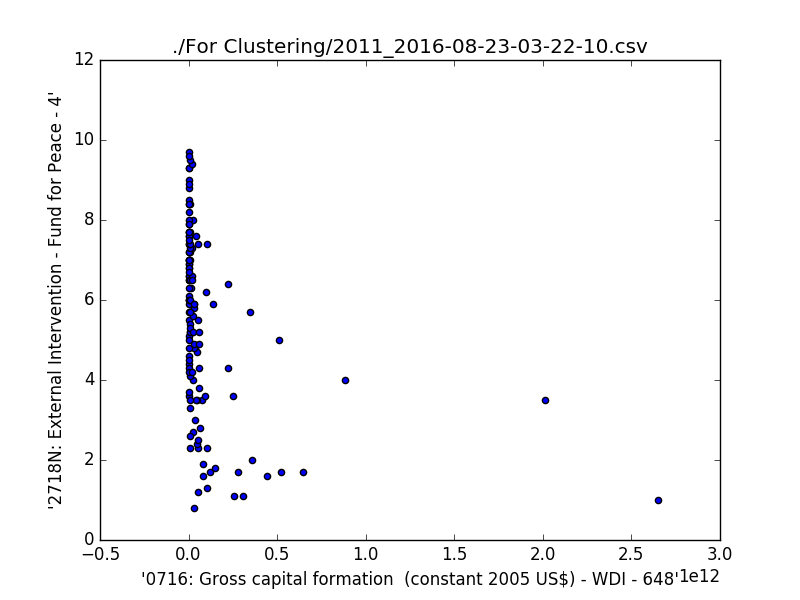 ./For Clustering/2011_2016-08-23-03-22-10.csv
12
10
8
6
4
2
0
'2718N: External Intervention - Fund for Peace - 4'
−0.5 0.0 0.5 1.0 1.5 2.0 2.5 3.0
1e12
'0716: Gross capital formation  (constant 2005 US$) - WDI - 648'